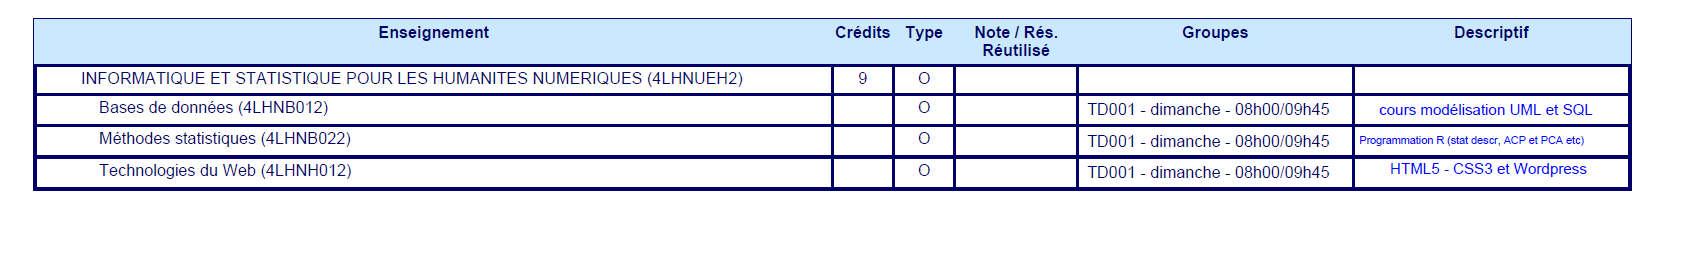 Enseignement Crédits Type Note / Rés. Réutilisé Groupes Descriptif
INFORMATIQUE ET STATISTIQUE POUR LES HUMANITES NUMERIQUES (4LHNUEH2) 9 O
Bases de données (4LHNB012) O TD001 - dimanche - 08h00/09h45 cours modélisation UML et SQL
Méthodes statistiques (4LHNB022) O TD001 - dimanche - 08h00/09h45 Programmation R (stat descr, ACP et PCA etc)
Technologies du Web (4LHNH012) O TD001 - dimanche - 08h00/09h45 HTML5 - CSS3 et Wordpress